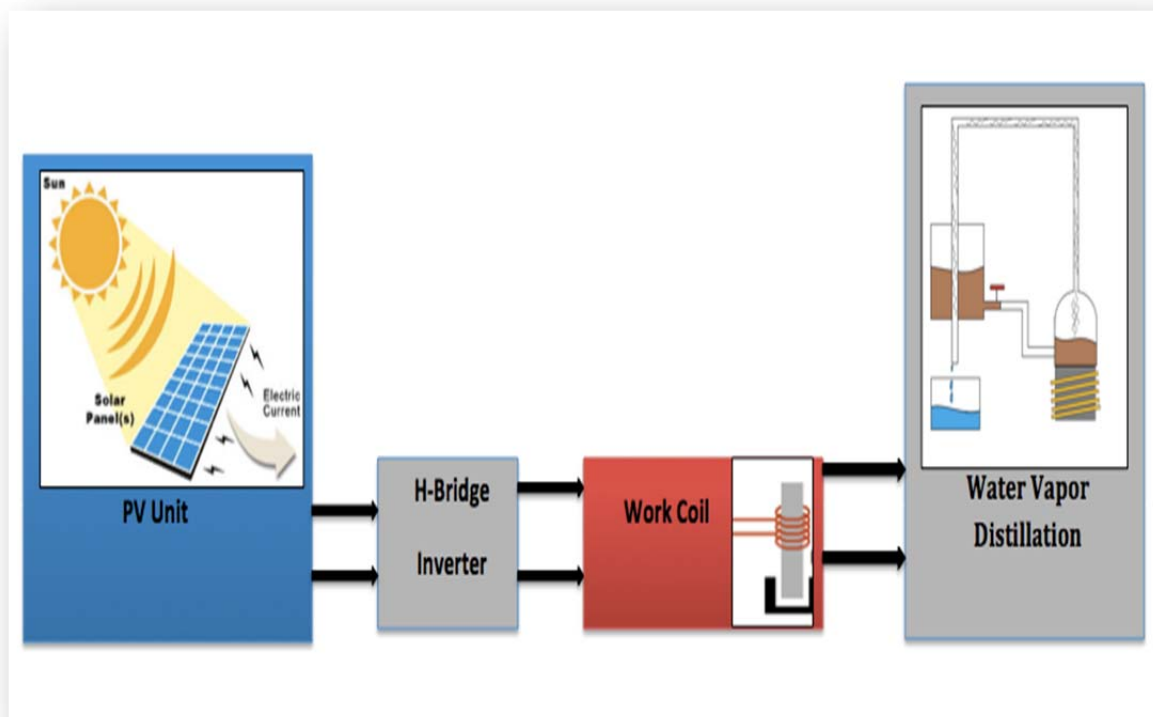 Sun
Solar
Panel(s)
Electric
Current
PV Unit
H-Bridge
Inverter
Work Coil
Water Vapor
Distillation